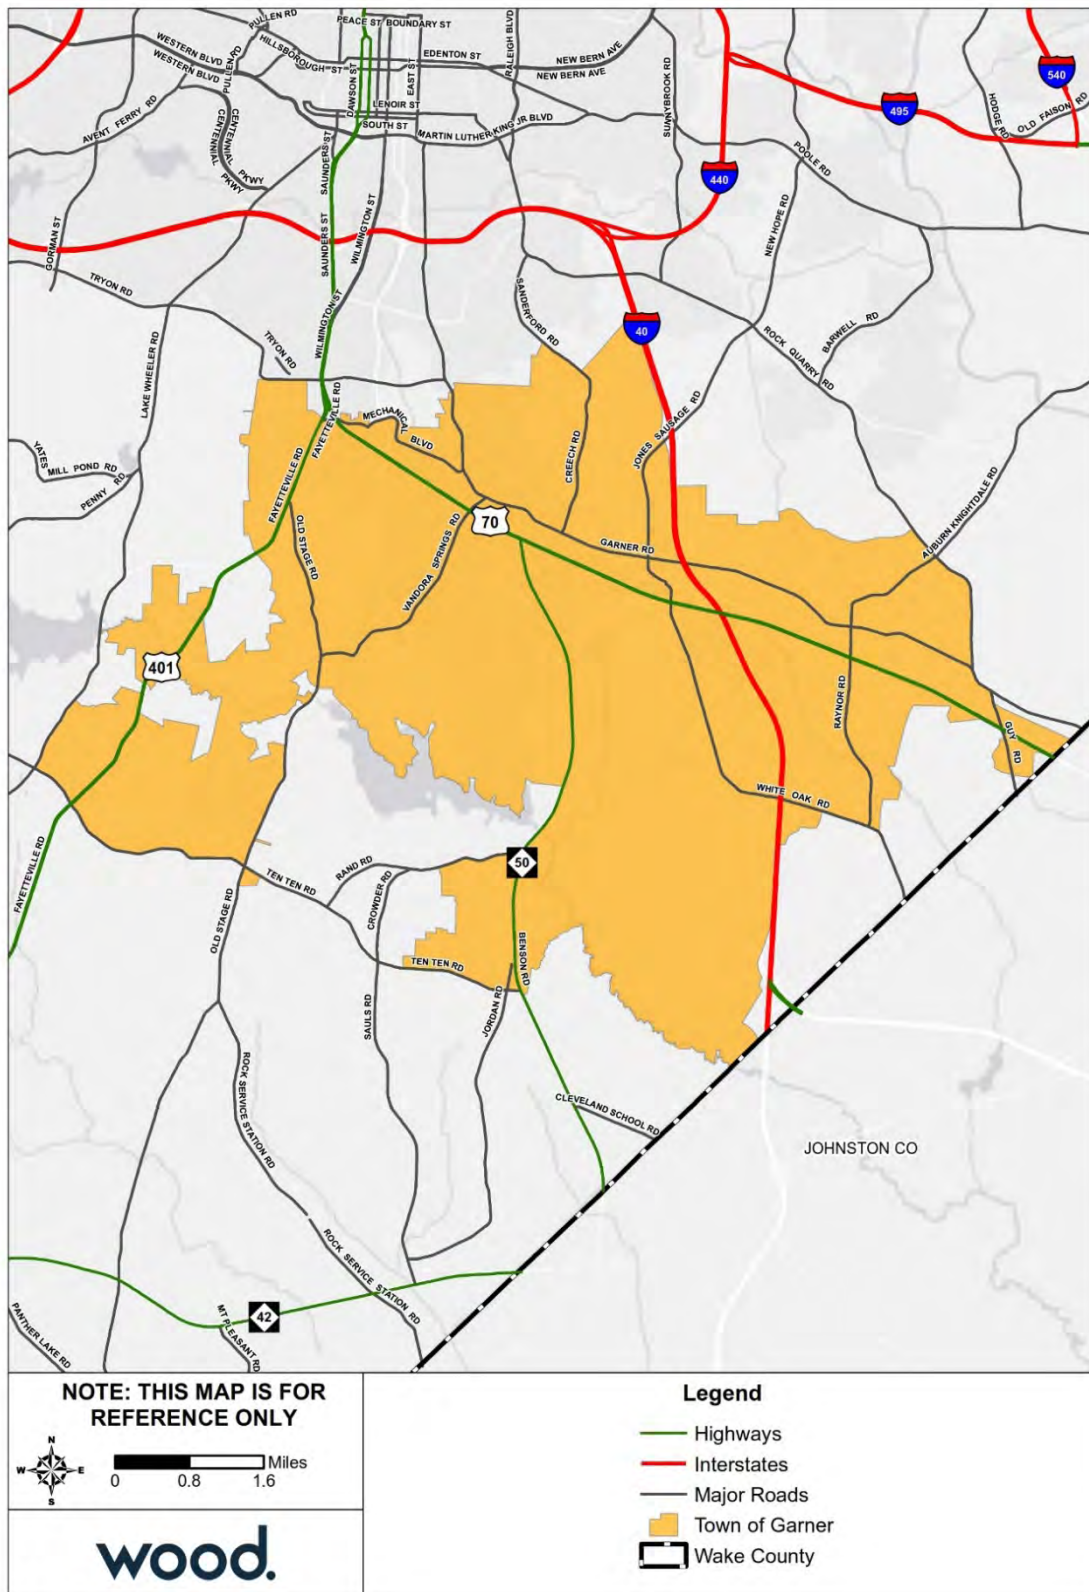 PULLEN RD
PEACE ST
BOUNDARY ST
WESTERN BLVD
WESTERN BLVD
PULLEN RD
HILLSBOROUGH ST
EDENTON ST
EAST ST
RALEIGH BLVD
NEW BERN AVE
NEW BERN AVE
SUNNYBROOK RD
540
495
HODGE RD
OLD FAISON RD
AVENT FERRY RD
CENTENNIAL PKWY
CENTENNIAL PKWY
DAWSON ST
LENOIR ST
SOUTH ST
MARTIN LUTHER KING JR BLVD
POOLE RD
440
SAUNDERS ST
SAUNDERS ST
WILMINGTON ST
NEW HOPE RD
GORMAN ST
TRYON RD
TRYON RD
LAKE WHEELER RD
WILMINGTON ST
SANDERFORD RD
40
ROCK QUARRY RD
BARWELL RD
FAYETTEVILLE RD
MECHANICAL BLVD
CREECH RD
JONES SAUSAGE RD
YATES MILL POND RD
PENNY RD
FAYETTEVILLE RD
OLD STAGE RD
VANDORA SPRINGS RD
70
GARNER RD
AUBURN KNIGHTDALE RD
401
RAYNOR RD
GUY RD
WHITE OAK RD
FAYETTEVILLE RD
50
RAND RD
TEN TEN RD
CROWDER RD
OLD STAGE RD
TEN TEN RD
BENSON RD
SAULS RD
JORDAN RD
ROCK SERVICE STATION RD
CLEVELAND SCHOOL RD
JOHNSTON CO
ROCK SERVICE STATION RD
42
MT PLEASANT RD
PANTHER LAKE RD
NOTE: THIS MAP IS FOR
REFERENCE ONLY
N
W E
S
Miles
0 0.8 1.6
wood.
Legend
Highways
Interstates
Major Roads
Town of Garner
Wake County